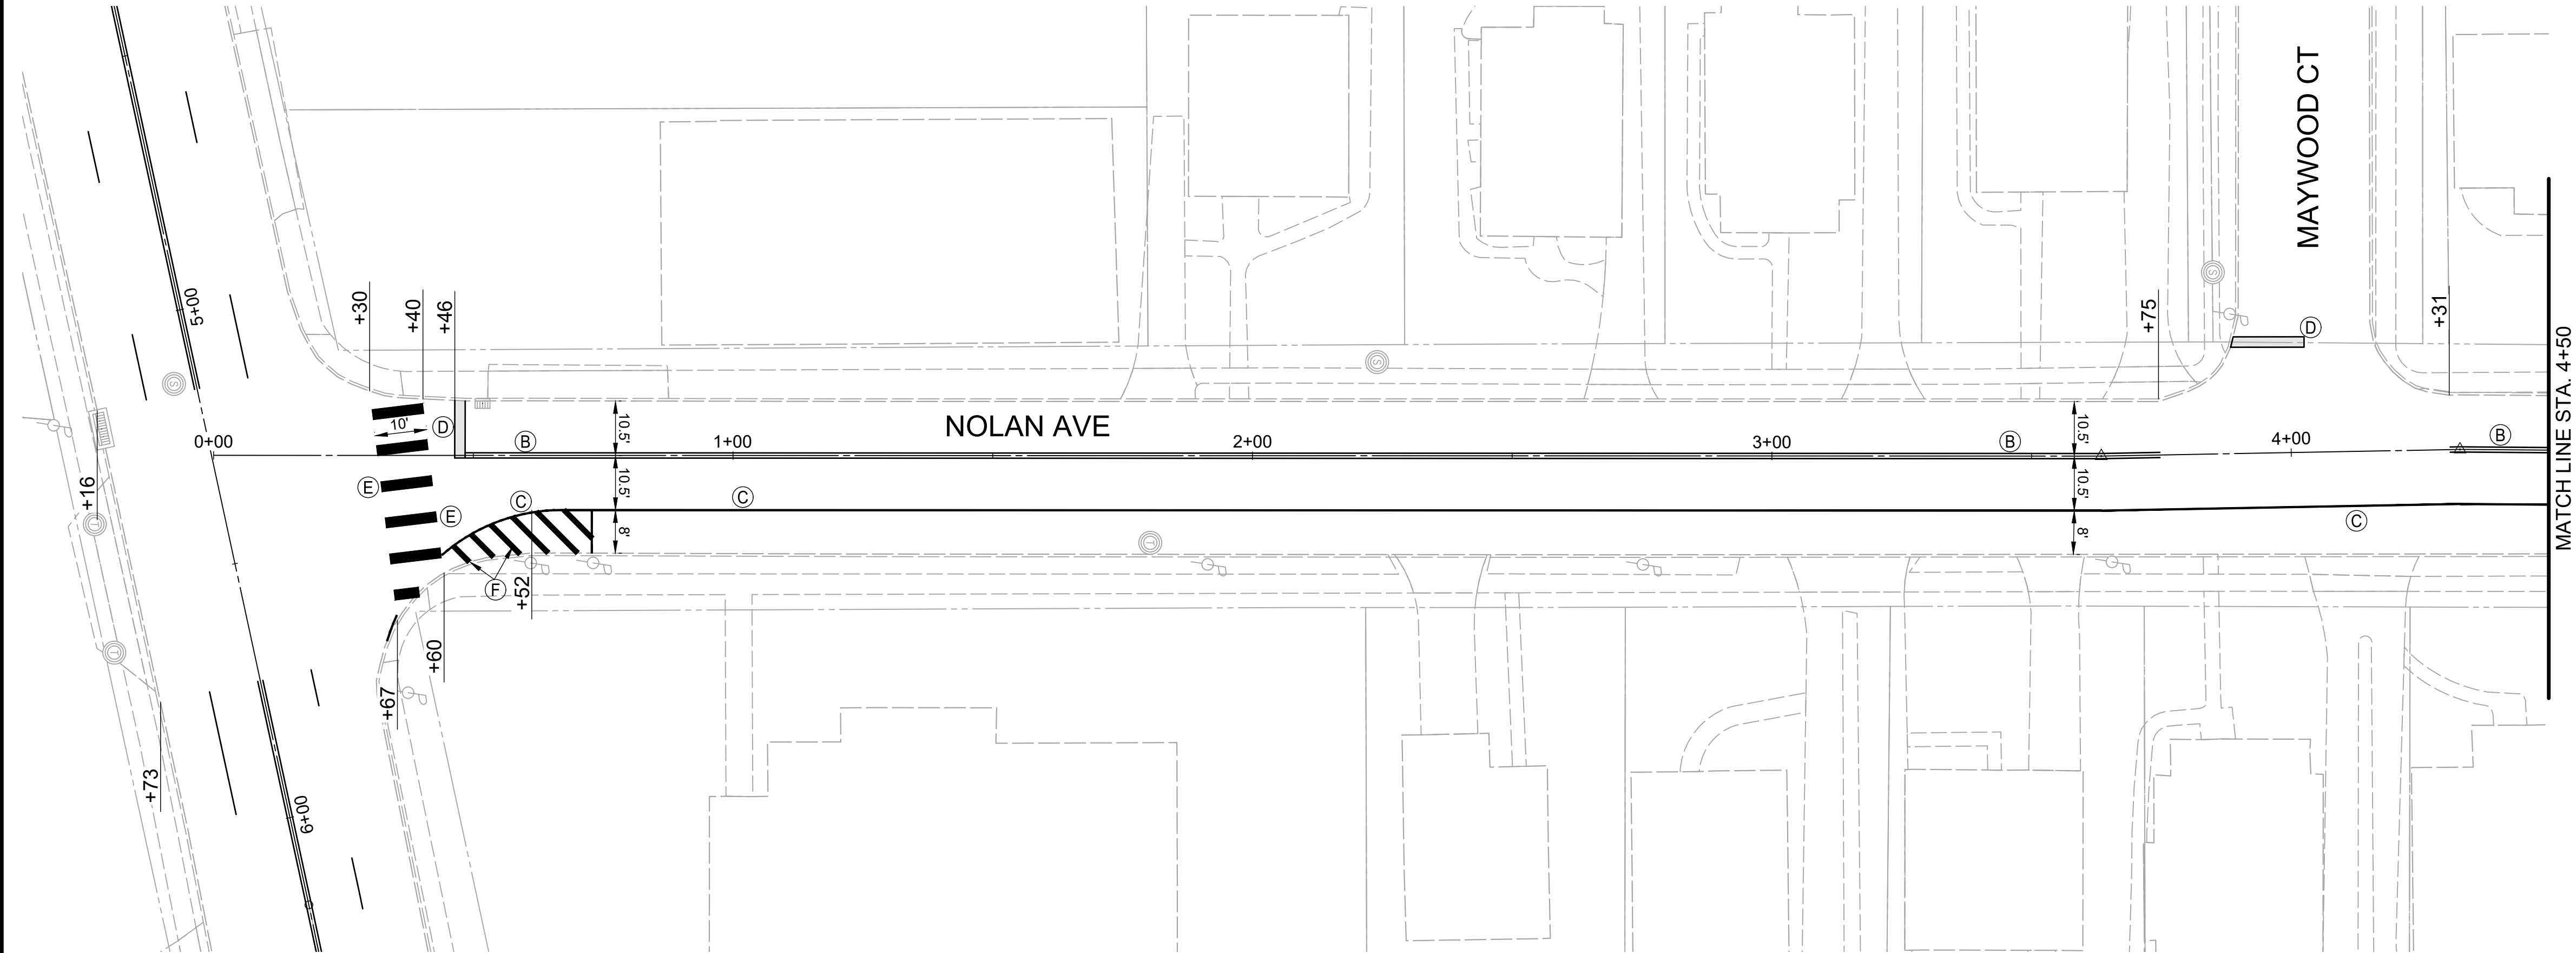 MAYWOOD CT
5+00
+30
+40
+46
+75
+31
D
MATCH LINE STA. 4+50
10'
D
B
10.5'
NOLAN AVE
B
10.5'
B
0+00
1+00
2+00
3+00
4+00
+16
E
E
C
10.5'
C
10.5'
C
8'
8'
F
+52
+60
+67
+73
6+00
S
S
S
T
T
T